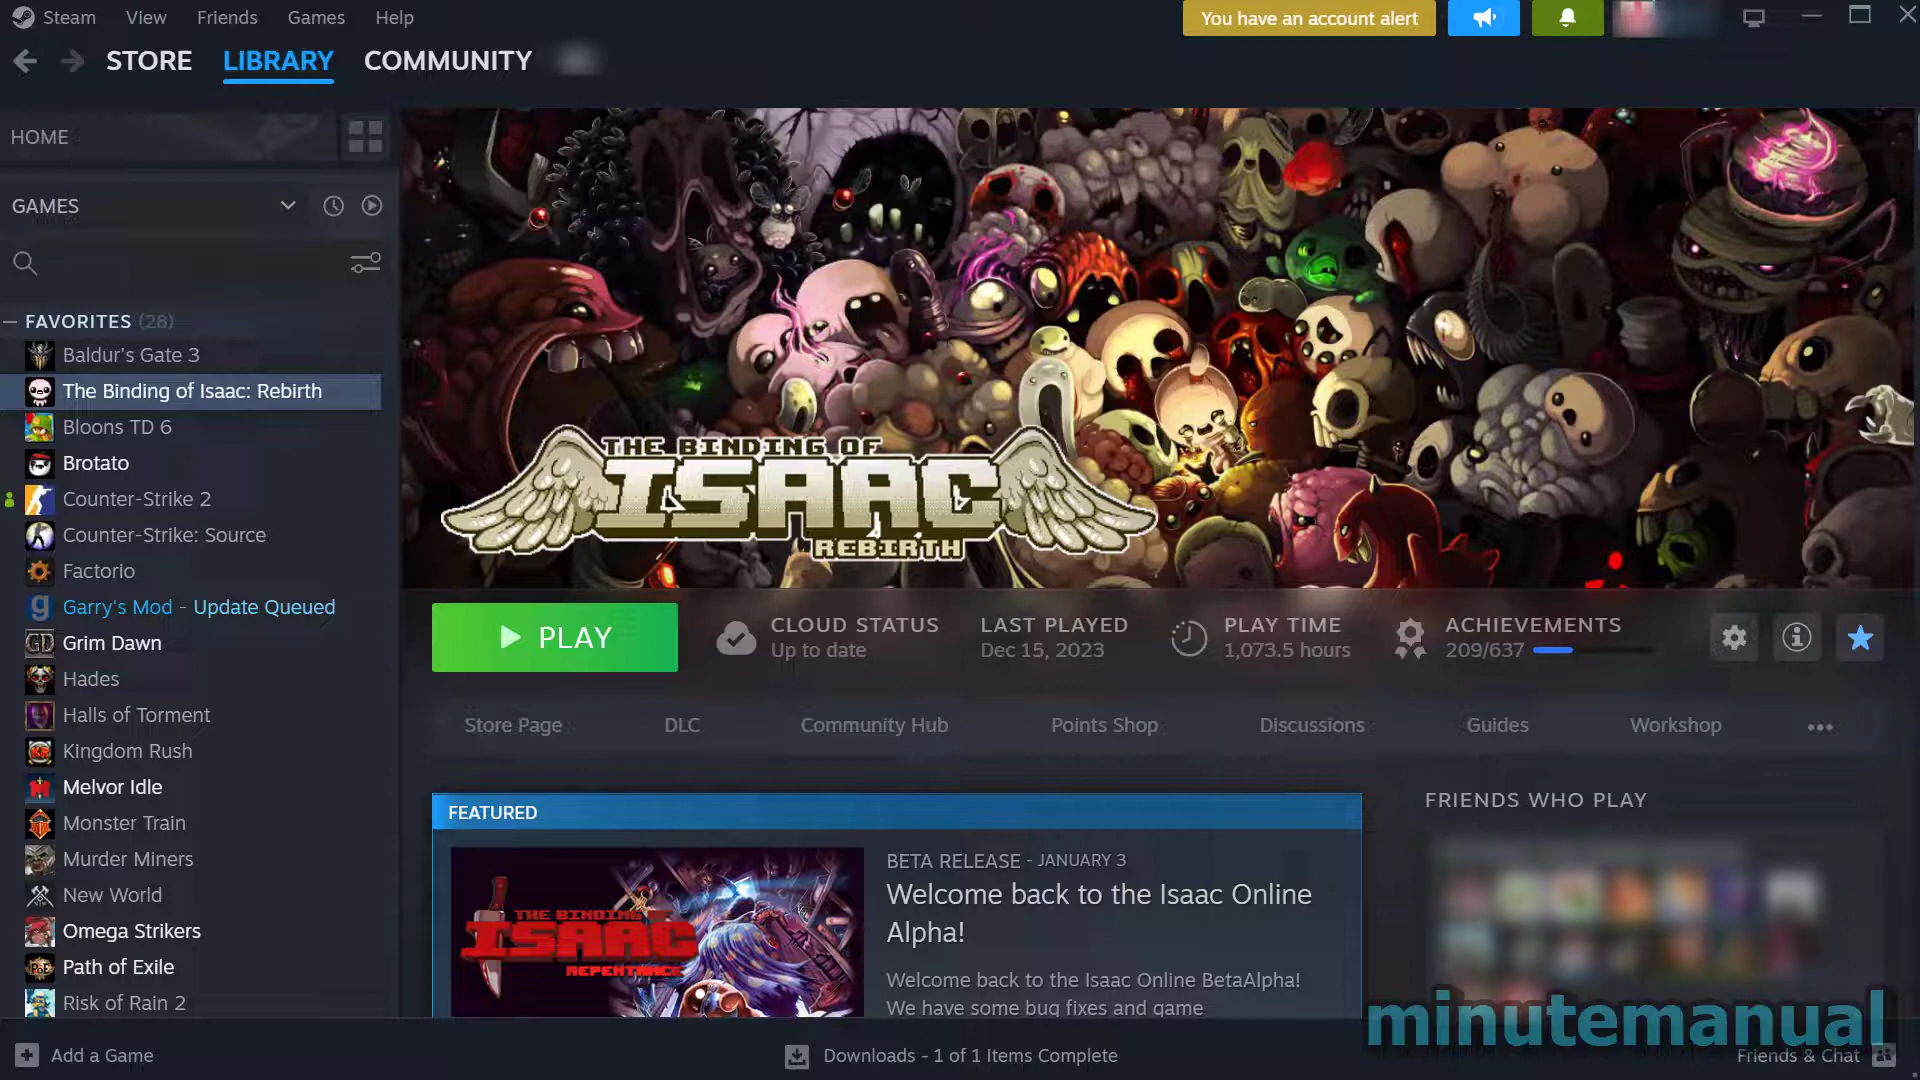 Steam View Friends Games Help
You have an account alert
STORE LIBRARY COMMUNITY
HOME
GAMES
FAVORITES (28)
Baldur's Gate 3
The Binding of Isaac: Rebirth
Bloons TD 6
Brotato
Counter-Strike 2
Counter-Strike: Source
Factorio
Garry's Mod - Update Queued
Grim Dawn
Hades
Halls of Torment
Kingdom Rush
Melvor Idle
Monster Train
Murder Miners
New World
Omega Strikers
Path of Exile
Risk of Rain 2
THE BINDING OF
ISAAC
REBIRTH
PLAY
CLOUD STATUS
Up to date
LAST PLAYED
Dec 15, 2023
PLAY TIME
1,073.5 hours
ACHIEVEMENTS
209/637
Store Page DLC Community Hub Points Shop Discussions Guides Workshop
FEATURED
THE BINDING OF
ISAAC
REPENTANCE
BETA RELEASE - JANUARY 3
Welcome back to the Isaac Online
Alpha!
Welcome back to the Isaac Online BetaAlpha!
We have some bug fixes and game
FRIENDS WHO PLAY
minutemanual
Add a Game
Downloads - 1 of 1 Items Complete
Friends & Chat